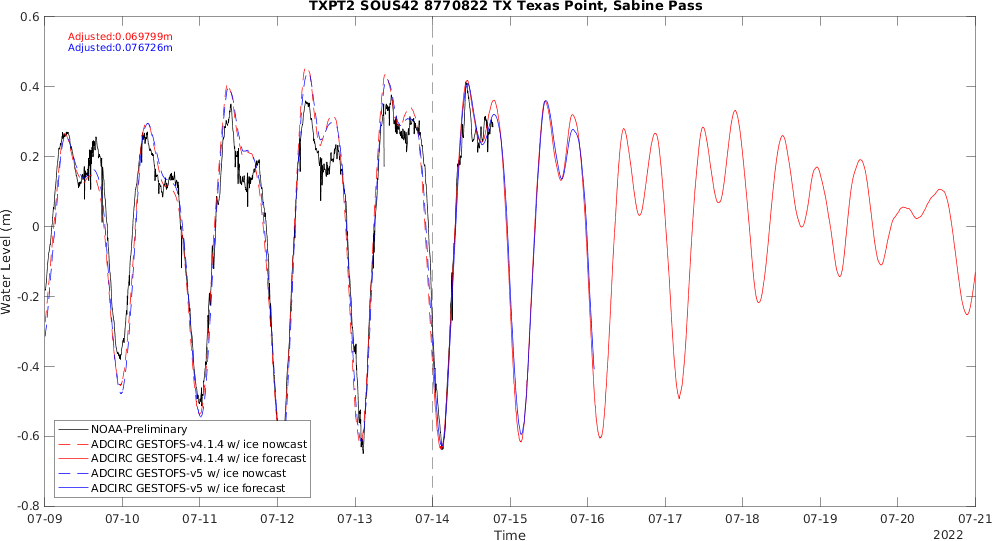 TXPT2 SOUS42 8770822 TX Texas Point, Sabine Pass
Adjusted:0.069799m
Adjusted:0.076726m
0.6
0.4
0.2
0
-0.2
-0.4
-0.6
-0.8
Water Level (m)
NOAA-Preliminary
ADCIRC GESTOFS-v4.1.4 w/ ice nowcast
ADCIRC GESTOFS-v4.1.4 w/ ice forecast
ADCIRC GESTOFS-v5 w/ ice nowcast
ADCIRC GESTOFS-v5 w/ ice forecast
07-09 07-10 07-11 07-12 07-13 07-14 07-15 07-16 07-17 07-18 07-19 07-20 07-21
Time
2022